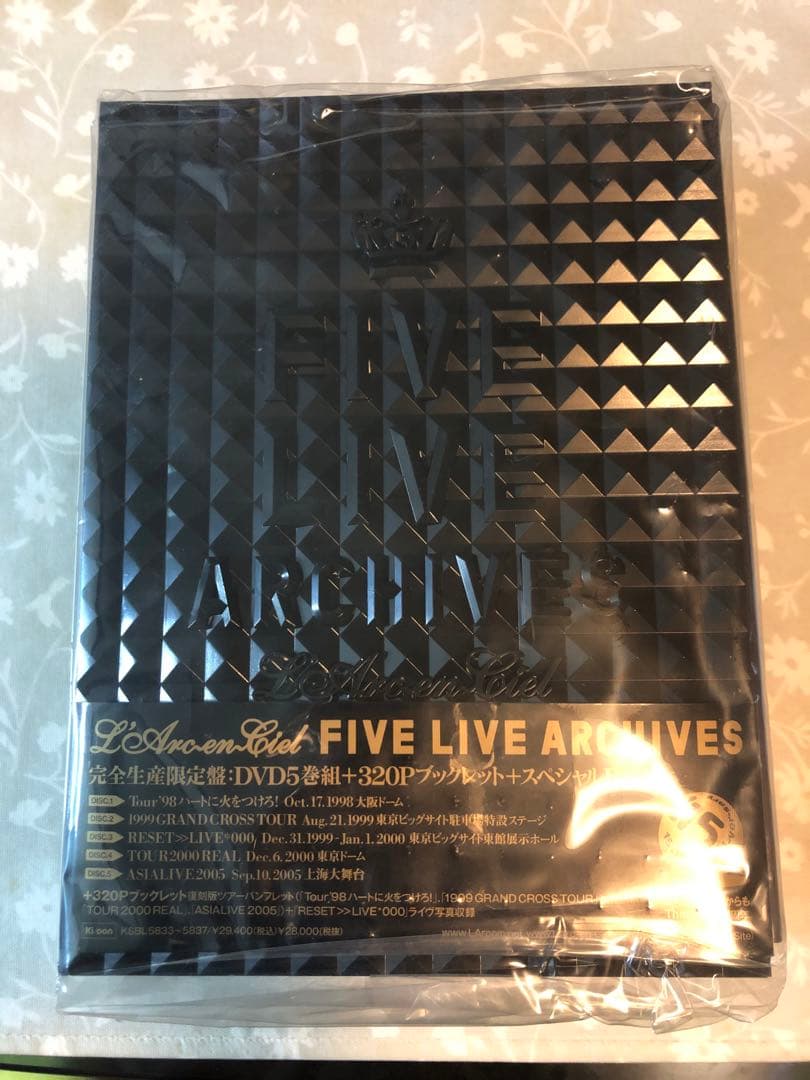 FIVE
LIVE
ARCHIVES
L'Arc~en~Ciel
L'Arc~en~Ciel FIVE LIVE ARCHIVES
完全生産限定盤:DVD5巻組+320Pブックレット+スペシャル
DISC.1 Tour'98 ハートに火をつけろ! Oct.17.1998 大阪ドーム
DISC.2 1999 GRAND CROSS TOUR Aug.21.1999 東京ビッグサイト駐車場特設ステージ
DISC.3 RESET>>LIVE*000/ Dec.31.1999-Jan.1.2000 東京ビッグサイト東館展示ホール
DISC.4 TOUR 2000 REAL Dec.6.2000 東京ドーム
DISC.5 ASIALIVE 2005 Sep.10.2005 上海大舞台
+320Pブックレット 復刻版ツアーパンフレット(「Tour'98 ハートに火をつけろ!」、「1999 GRAND CROSS TOUR
「TOUR 2000 REAL」、「ASIALIVE 2005」)+「RESET>>LIVE*000」ライヴ写真収録
Ki/oon KSBL 5833~5837/¥29,400(税込)¥28,000(税抜)